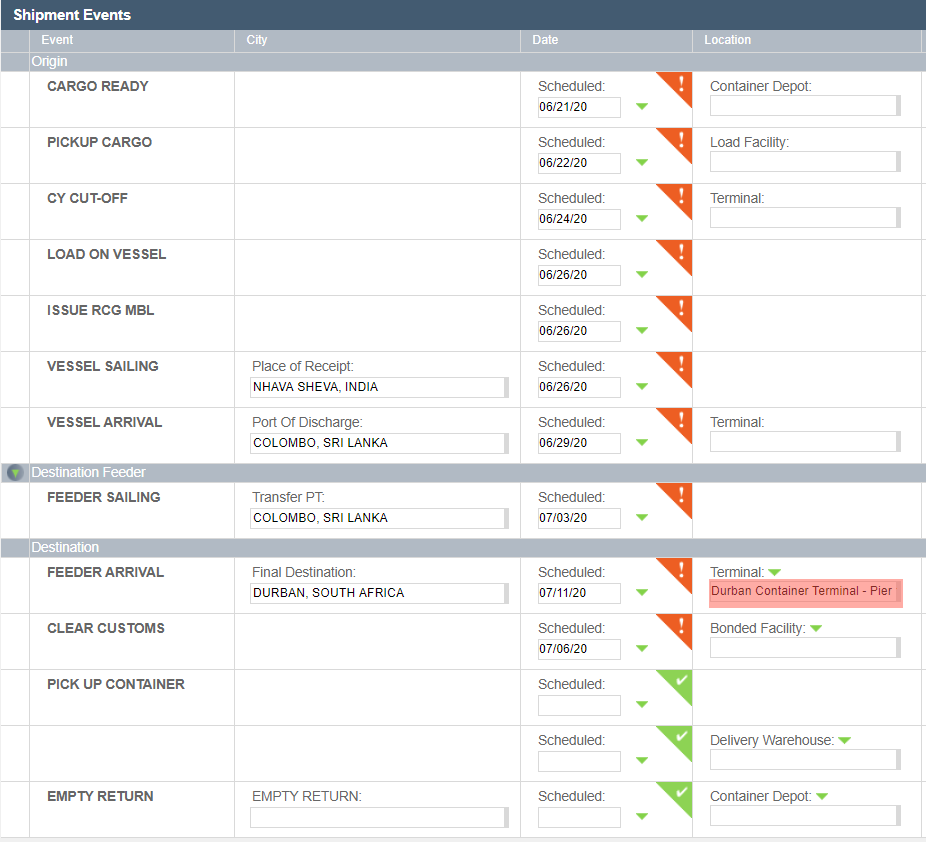 Shipment Events
Event City Date Location
Origin
CARGO READY Scheduled: Container Depot:
06/21/20
PICKUP CARGO Scheduled: Load Facility:
06/22/20
CY CUT-OFF Scheduled: Terminal:
06/24/20
LOAD ON VESSEL Scheduled:
06/26/20
ISSUE RCG MBL Scheduled:
06/26/20
VESSEL SAILING Place of Receipt: Scheduled:
NHAVA SHEVA, INDIA 06/26/20
VESSEL ARRIVAL Port Of Discharge: Scheduled: Terminal:
COLOMBO, SRI LANKA 06/29/20
Destination Feeder
FEEDER SAILING Transfer PT: Scheduled:
COLOMBO, SRI LANKA 07/03/20
Destination
FEEDER ARRIVAL Final Destination: Scheduled: Terminal:
DURBAN, SOUTH AFRICA 07/11/20 Durban Container Terminal - Pier
CLEAR CUSTOMS Scheduled: Bonded Facility:
07/06/20
PICK UP CONTAINER Scheduled:
Scheduled: Delivery Warehouse:
EMPTY RETURN EMPTY RETURN: Scheduled: Container Depot: